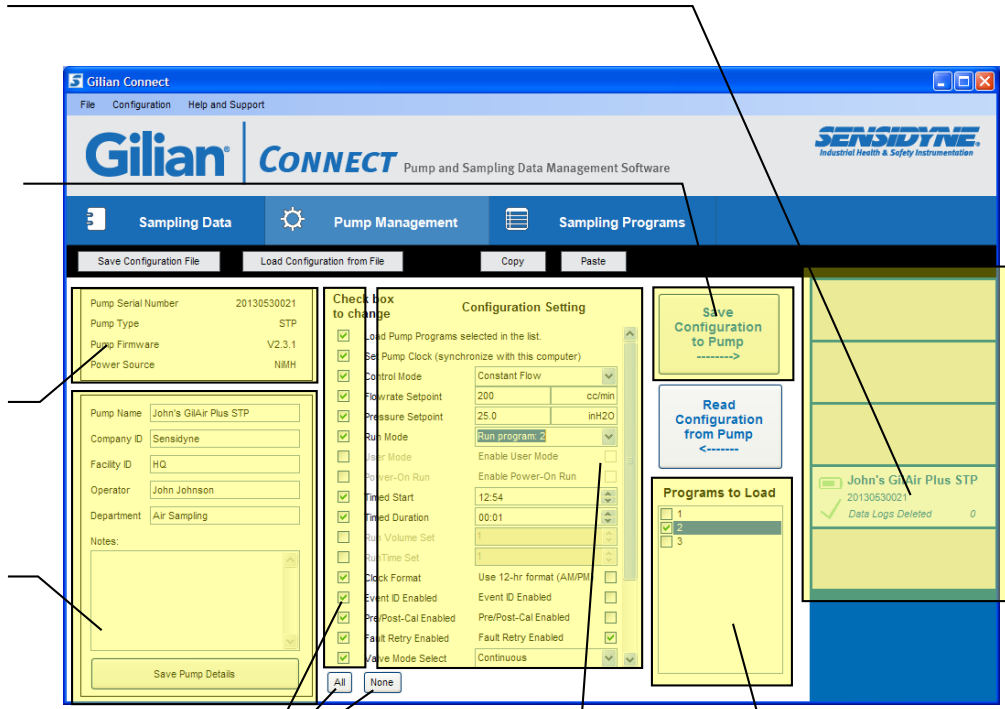 Gilian Connect
File Configuration Help and Support
Gilian® CONNECT Pump and Sampling Data Management Software
SENSIDYNE.
Industrial Health & Safety Instrumentation
Sampling Data Pump Management Sampling Programs
Save Configuration File Load Configuration from File Copy Paste
Pump Serial Number 20130530021
Pump Type STP
Pump Firmware V2.3.1
Power Source NiMH
Pump Name John's GilAir Plus STP
Company ID Sensidyne
Facility ID HQ
Operator John Johnson
Department Air Sampling
Notes:
Save Pump Details
Check box to change Configuration Setting
Load Pump Programs selected in the list.
Set Pump Clock (synchronize with this computer)
Control Mode Constant Flow
Flowrate Setpoint 200 cc/min
Pressure Setpoint 25.0 inH2O
Run Mode Run program: 2
User Mode Enable User Mode
Power-On Run Enable Power-On Run
Timed Start 12:54
Timed Duration 00:01
Run Volume Set 1
RunTime Set 1
Clock Format Use 12-hr format (AM/PM)
Event ID Enabled Event ID Enabled
Pre/Post-Cal Enabled Pre/Post-Cal Enabled
Fault Retry Enabled Fault Retry Enabled
Valve Mode Select Continuous
All None
Save
Configuration
to Pump
-------->
Read
Configuration
from Pump
<-------
Programs to Load
1
2
3
John's GilAir Plus STP
20130530021
Data Logs Deleted 0